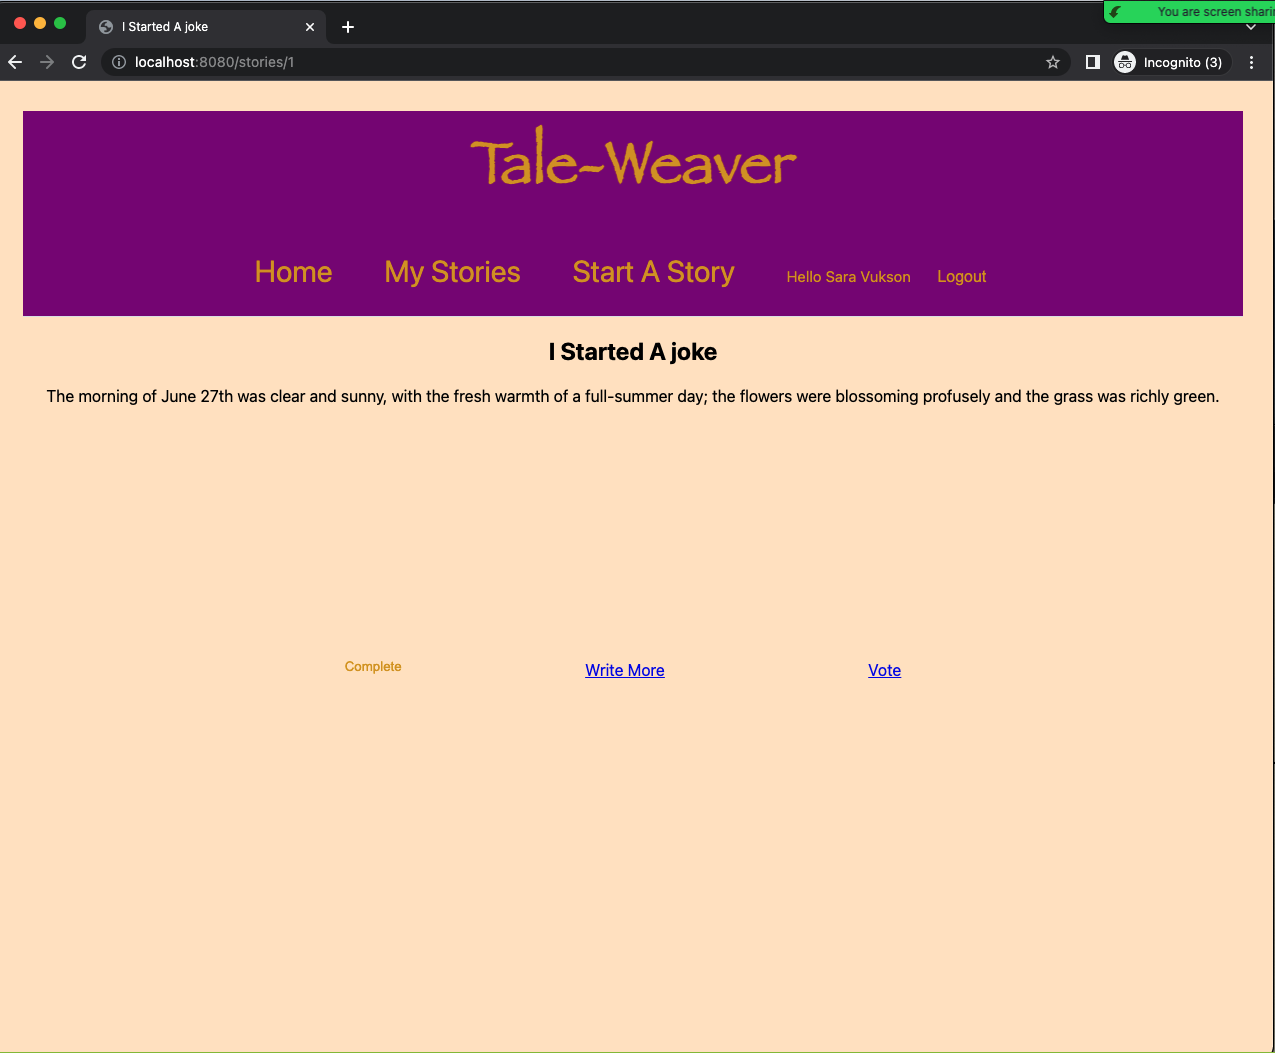 I Started A joke
You are screen sharin
localhost:8080/stories/1
Incognito (3)
Tale-Weaver
Home My Stories Start A Story Hello Sara Vukson Logout
I Started A joke
The morning of June 27th was clear and sunny, with the fresh warmth of a full-summer day; the flowers were blossoming profusely and the grass was richly green.
Complete Write More Vote